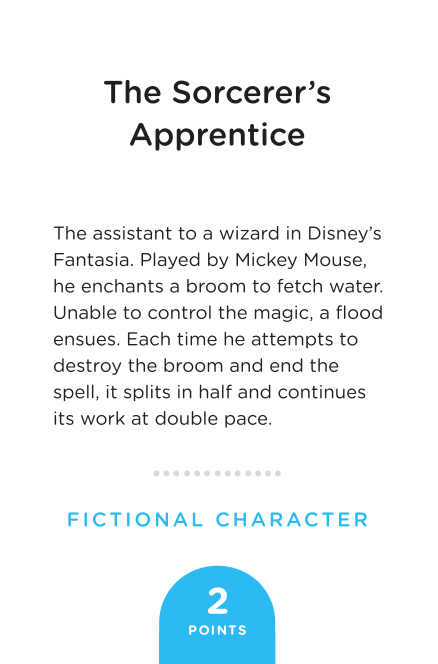 The Sorcerer’s
Apprentice
The assistant to a wizard in Disney’s
Fantasia. Played by Mickey Mouse,
he enchants a broom to fetch water.
Unable to control the magic, a flood
ensues. Each time he attempts to
destroy the broom and end the
spell, it splits in half and continues
its work at double pace.
FICTIONAL CHARACTER
2
POINTS